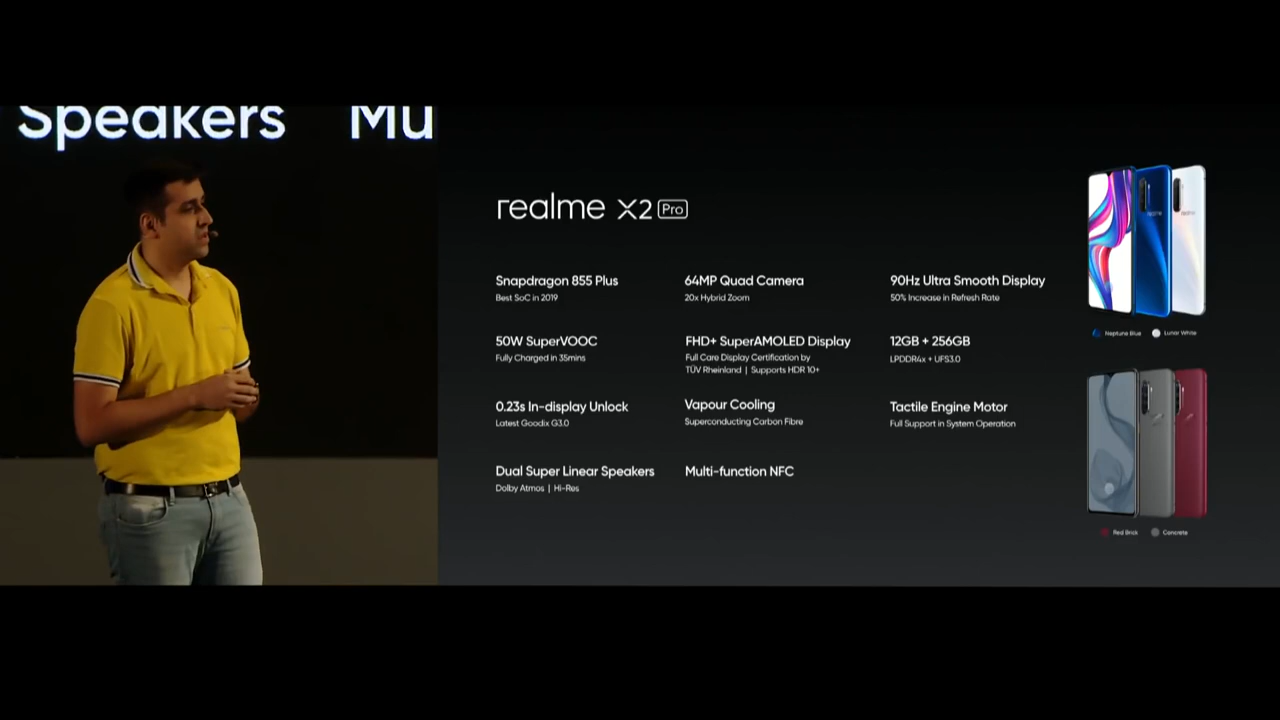 Speakers Mu
realme X2 Pro
Snapdragon 855 Plus
Best SoC in 2019
64MP Quad Camera
20x Hybrid Zoom
90Hz Ultra Smooth Display
50% Increase in Refresh Rate
50W SuperVOOC
Fully Charged in 35mins
FHD+ SuperAMOLED Display
Full Care Display Certification by
TÜV Rheinland | Supports HDR 10+
12GB + 256GB
LPDDR4x + UFS3.0
0.23s In-display Unlock
Latest Goodix G3.0
Vapour Cooling
Superconducting Carbon Fibre
Tactile Engine Motor
Full Support in System Operation
Dual Super Linear Speakers
Dolby Atmos | Hi-Res
Multi-function NFC
realme
realme
Neptune Blue Lunar White
Red Brick Concrete